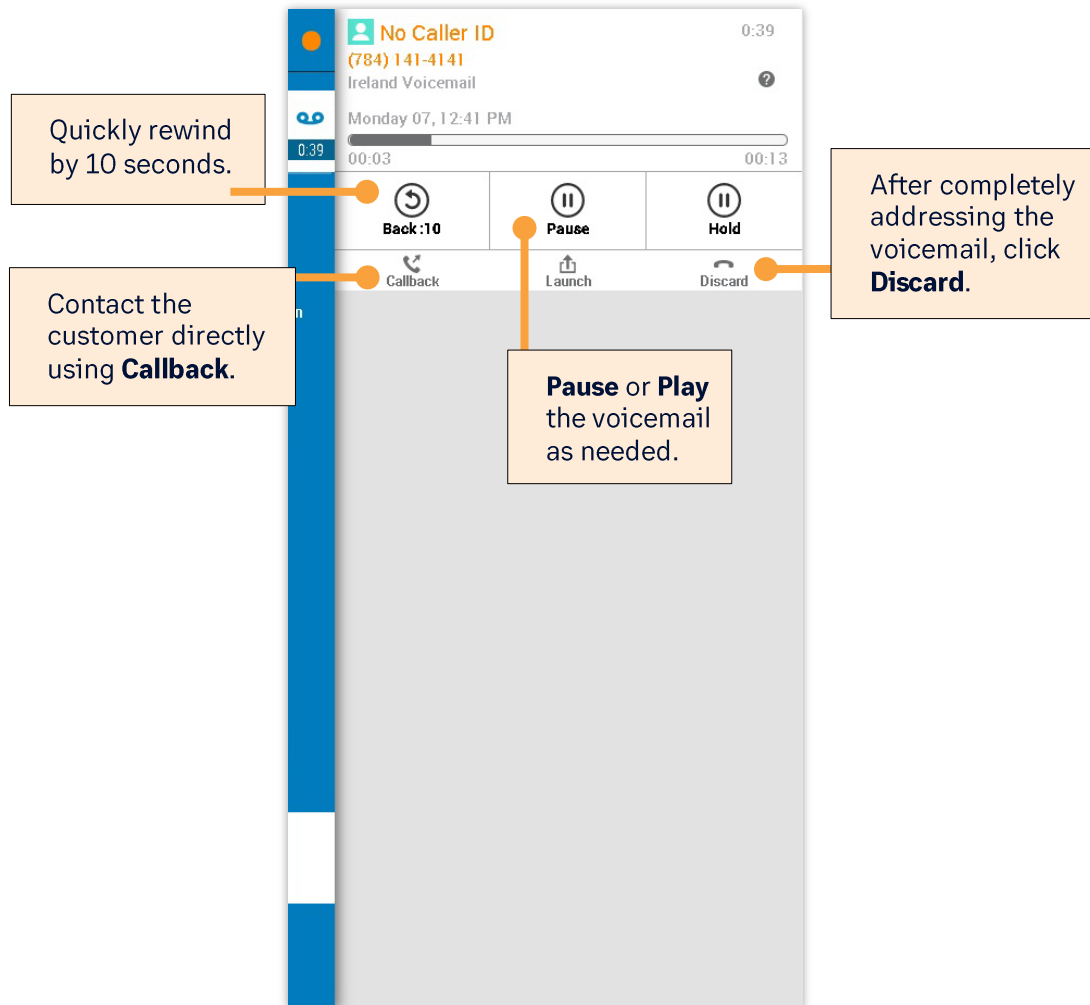 No Caller ID
0:39
(784) 141-4141
Ireland Voicemail
?
Monday 07, 12:41 PM
0:39
00:03
00:13
Back :10
Pause
Hold
Callback
Launch
Discard
n
Quickly rewind
by 10 seconds.
Contact the
customer directly
using Callback.
Pause or Play
the voicemail
as needed.
After completely
addressing the
voicemail, click
Discard.